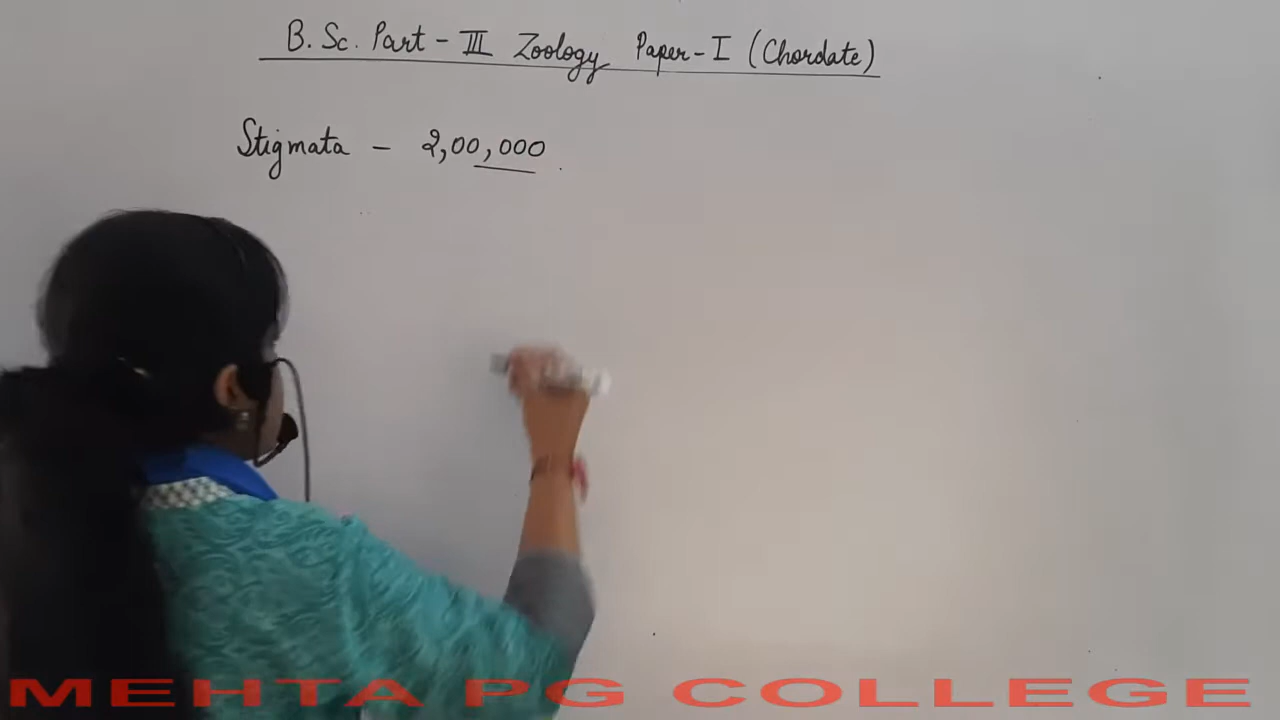 B. Sc. Part - III Zoology Paper - I (Chordate)
Stigmata - 2,00,000
MEHTA PG COLLEGE